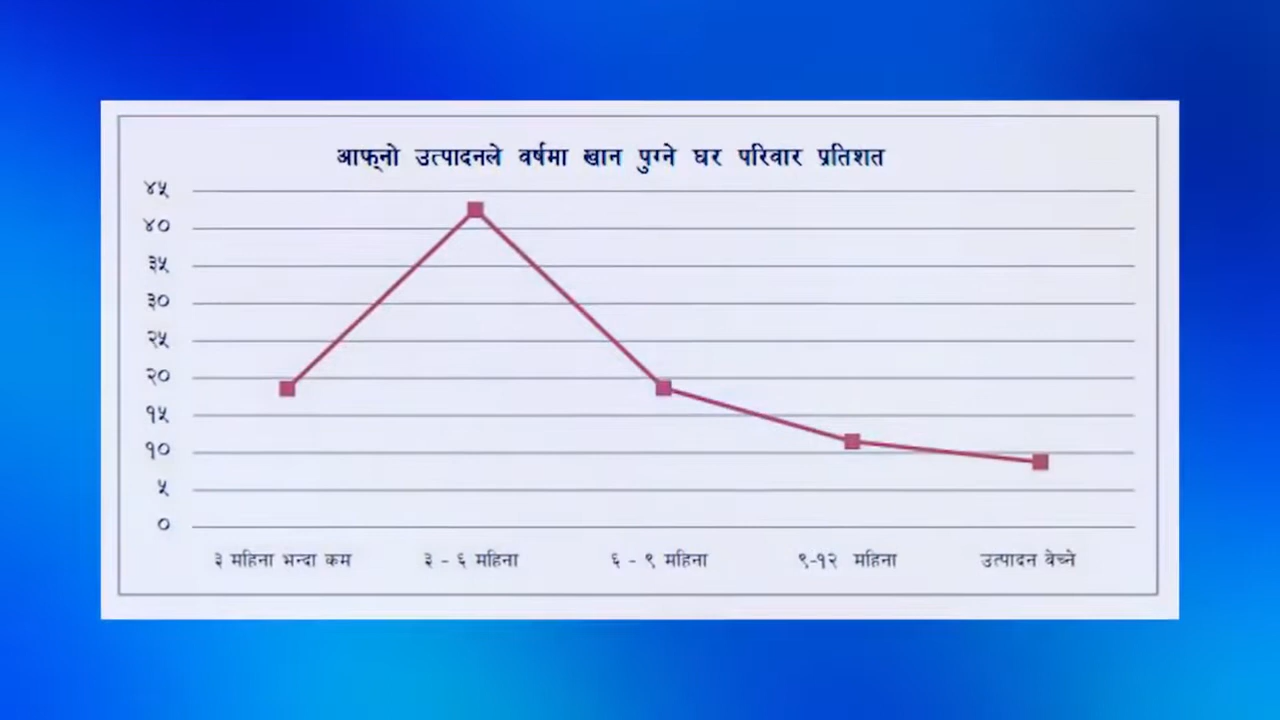 आफ्‌नो उत्पादनले वर्षमा खान पुग्ने घर परिवार प्रतिशत
४५
४०
३५
३०
२५
२०
१५
१०
५
०
३ महिना भन्दा कम
३ - ६ महिना
६ - ९ महिना
९-१२ महिना
उत्पादन वेच्ने